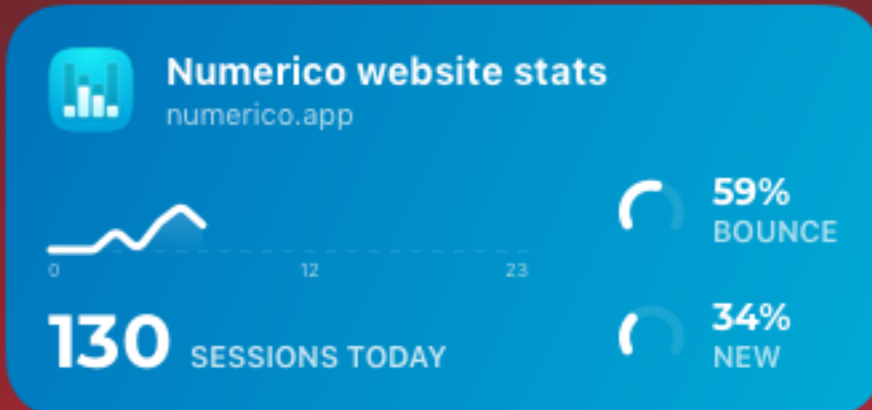 Numerico website stats
numerico.app
59%
BOUNCE
0 12 23
130 SESSIONS TODAY
34%
NEW